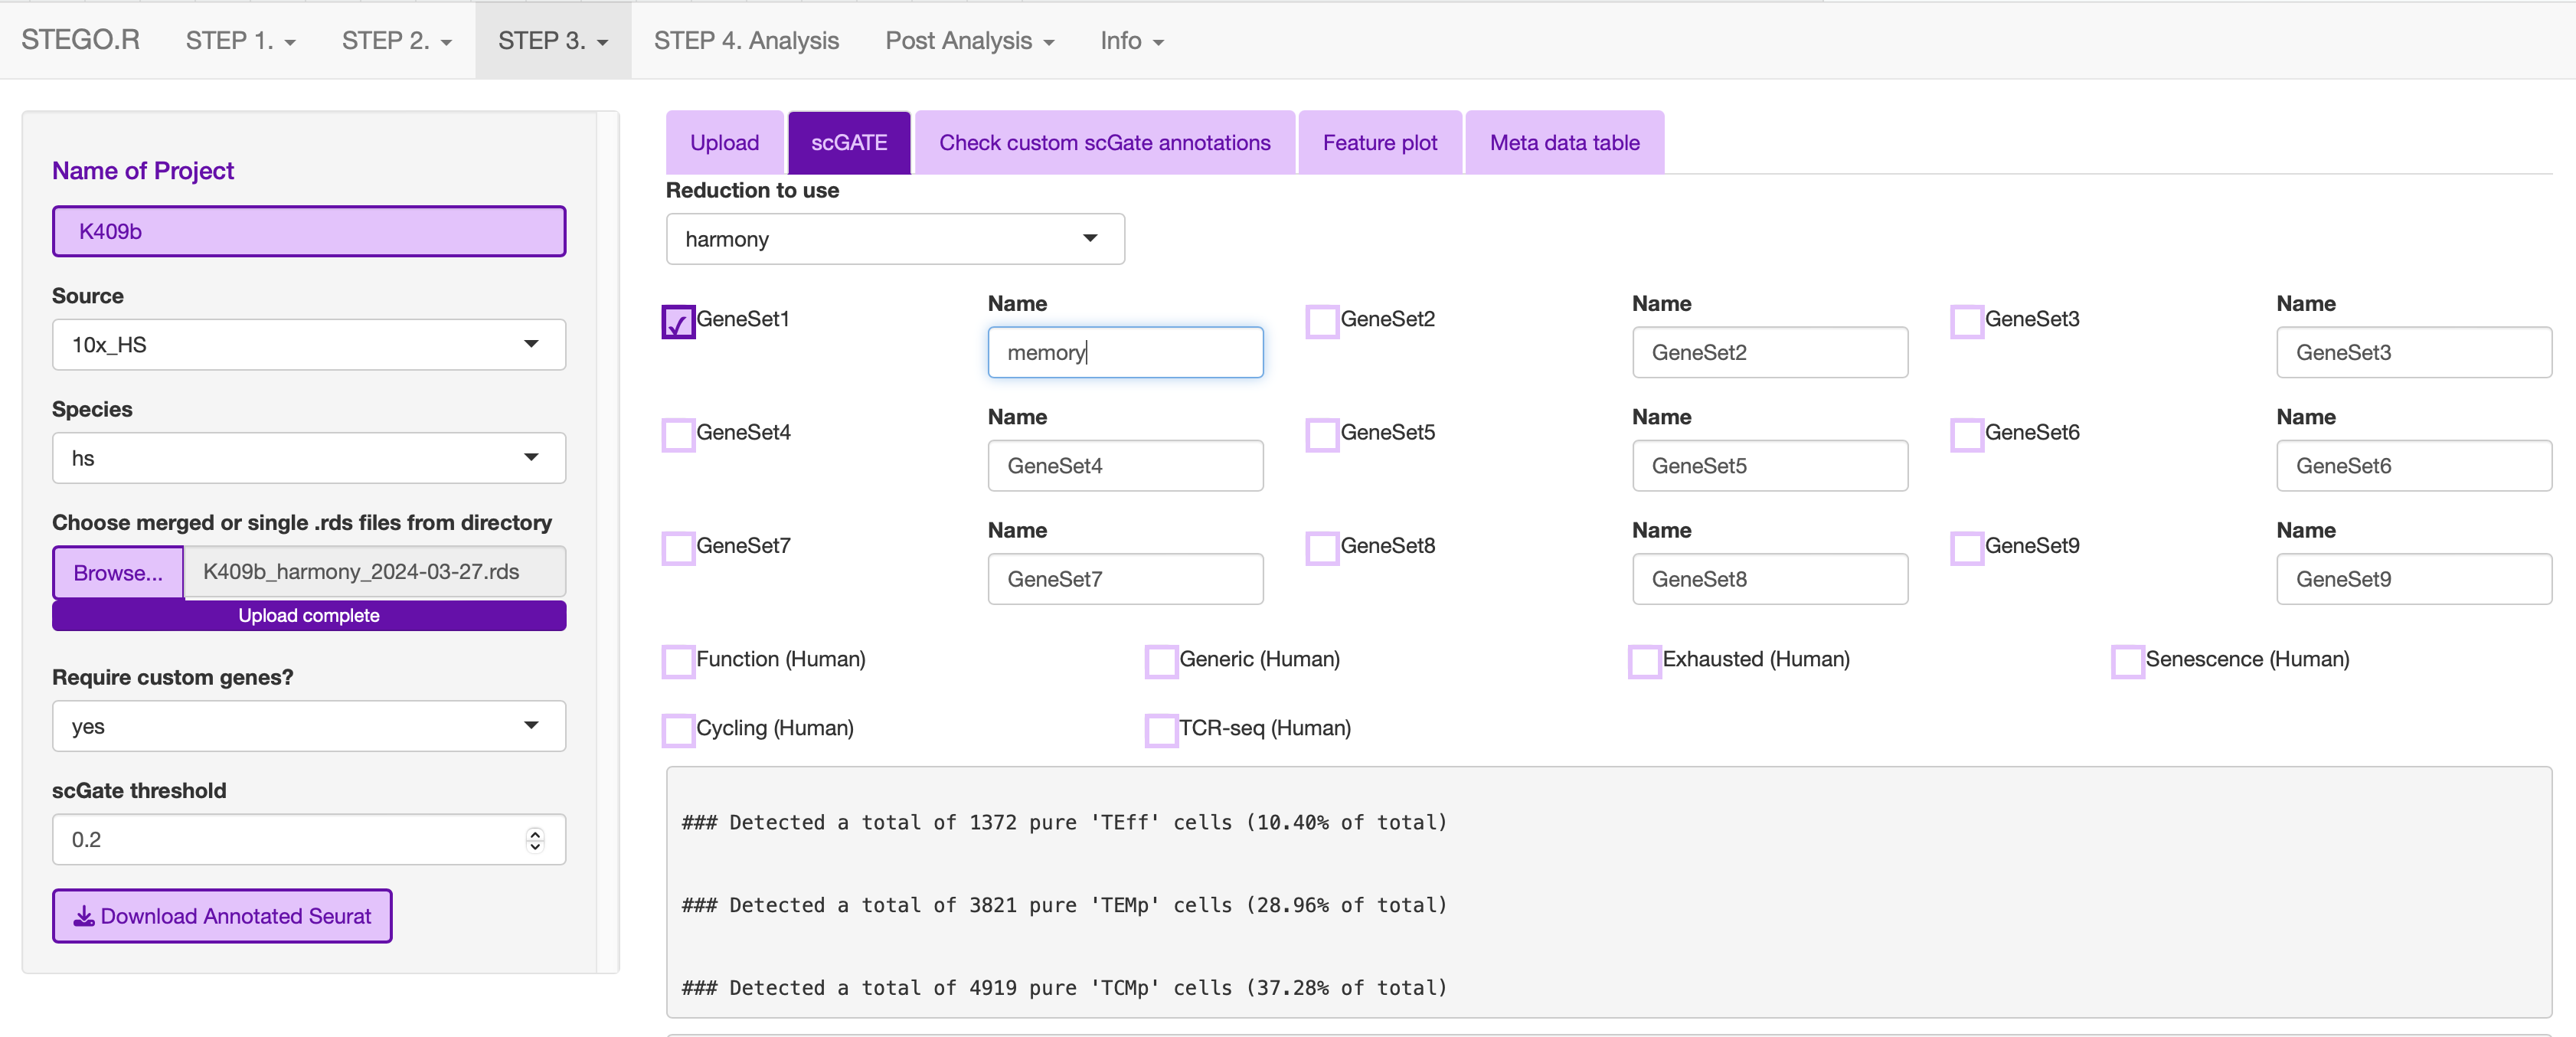 STEGO.R STEP 1. STEP 2. STEP 3. STEP 4. Analysis Post Analysis Info
Name of Project
K409b
Source
10x_HS
Species
hs
Choose merged or single .rds files from directory
Browse... K409b_harmony_2024-03-27.rds
Upload complete
Require custom genes?
yes
scGate threshold
0.2
Download Annotated Seurat
Upload scGATE Check custom scGate annotations Feature plot Meta data table
Reduction to use
harmony
Name Name Name
GeneSet1 GeneSet2 GeneSet3
memory GeneSet2 GeneSet3
Name Name Name
GeneSet4 GeneSet5 GeneSet6
GeneSet4 GeneSet5 GeneSet6
Name Name Name
GeneSet7 GeneSet8 GeneSet9
GeneSet7 GeneSet8 GeneSet9
Function (Human) Generic (Human) Exhausted (Human) Senescence (Human)
Cycling (Human) TCR-seq (Human)
### Detected a total of 1372 pure 'TEff' cells (10.40% of total)
### Detected a total of 3821 pure 'TEMp' cells (28.96% of total)
### Detected a total of 4919 pure 'TCMp' cells (37.28% of total)